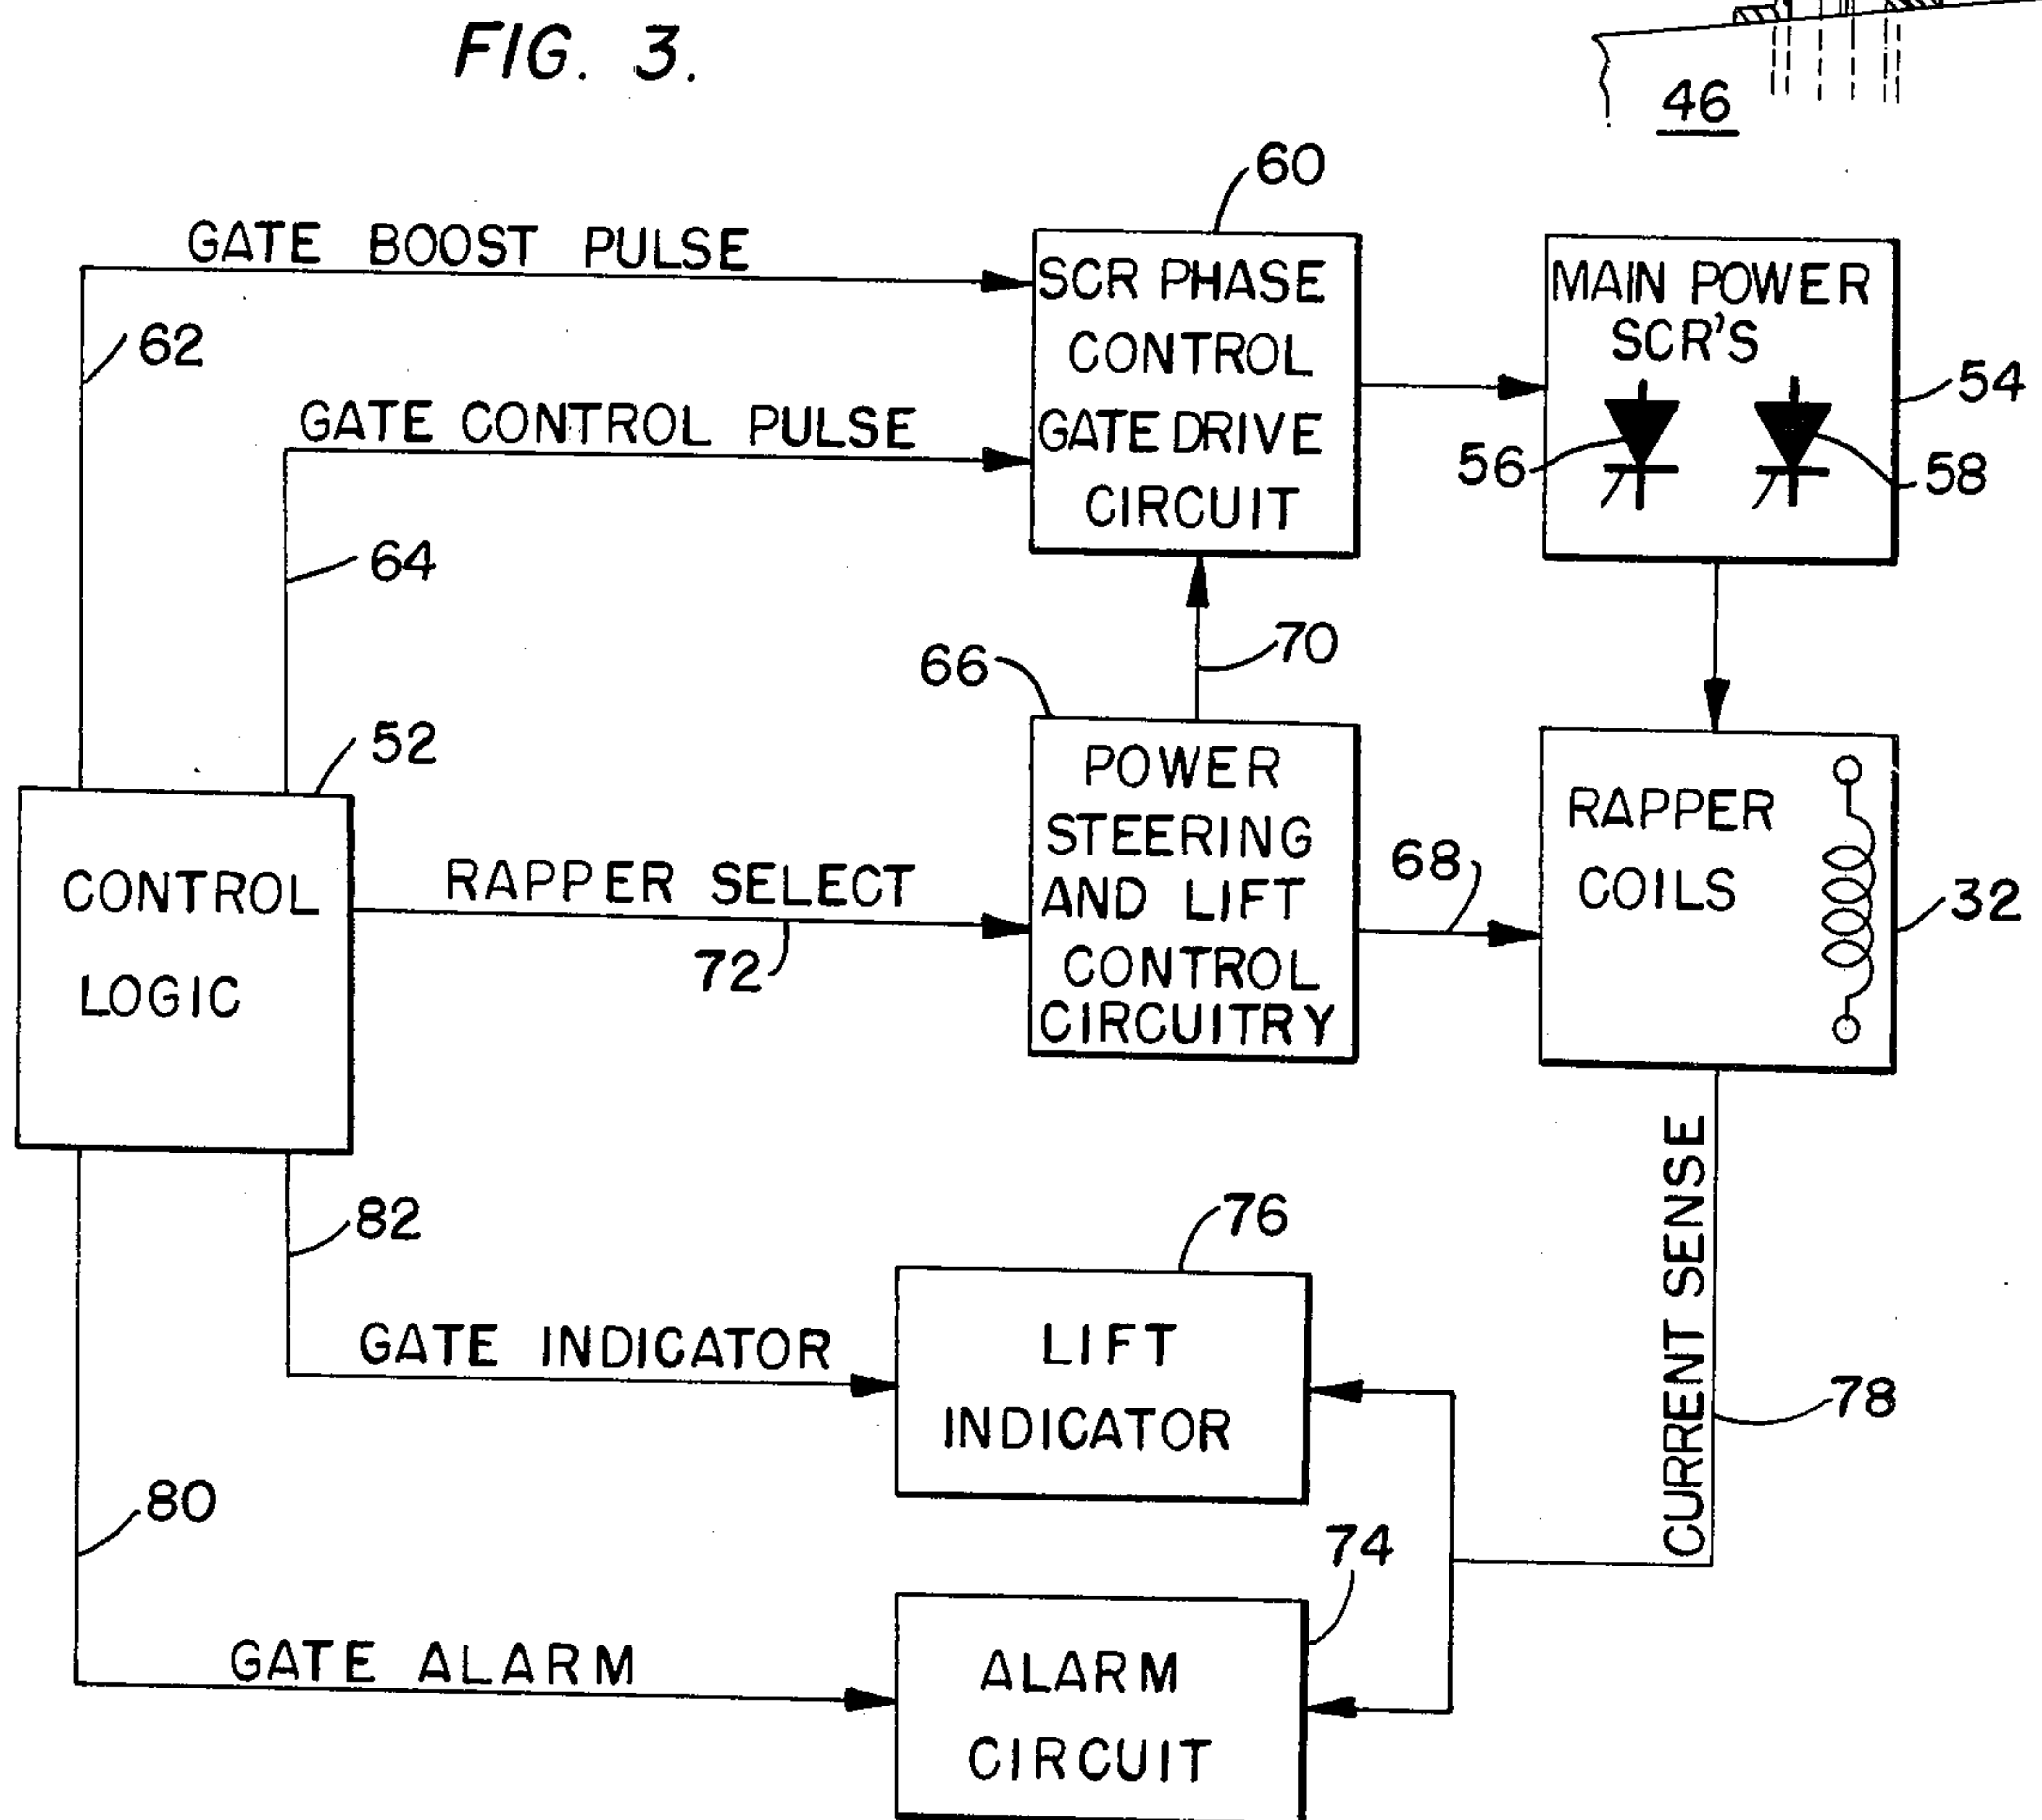 FIG. 3.
46
60
GATE BOOST PULSE
SCR PHASE
CONTROL
GATE DRIVE
CIRCUIT
MAIN POWER
SCR'S
62
54
GATE CONTROL PULSE
56
58
64
70
66
52
POWER
STEERING
AND LIFT
CONTROL
CIRCUITRY
RAPPER
COILS
68
32
CONTROL
LOGIC
RAPPER SELECT
72
CURRENT SENSE
82
76
GATE INDICATOR
LIFT
INDICATOR
78
80
74
GATE ALARM
ALARM
CIRCUIT